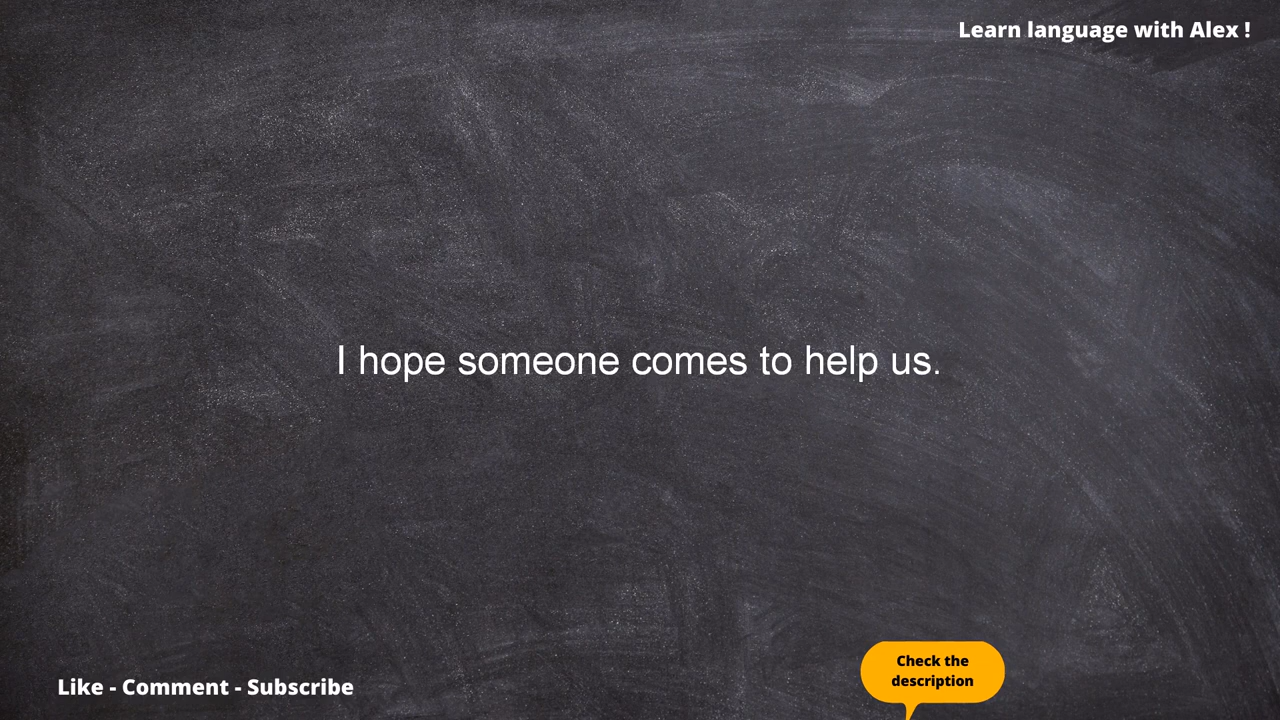 Learn language with Alex !
I hope someone comes to help us.
Check the
description
Like - Comment - Subscribe